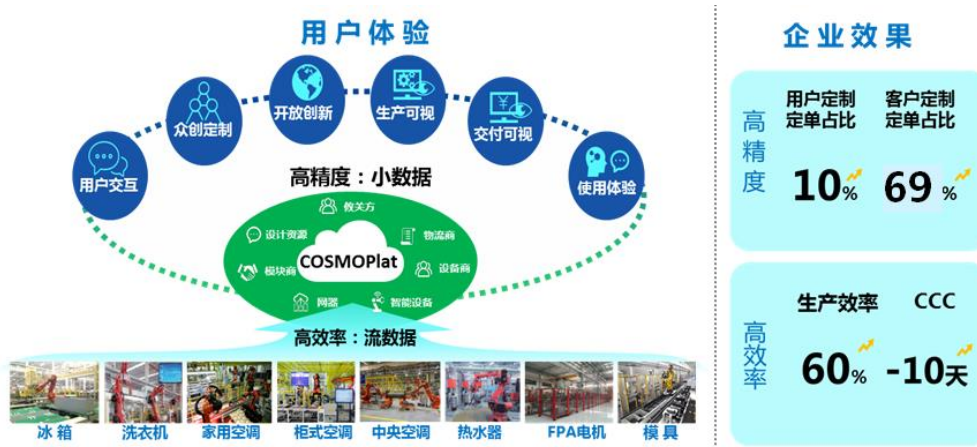 用户体验
用户交互
众创定制
开放创新
生产可视
交付可视
使用体验
高精度：小数据
攸关方
设计资源
物流商
COSMOPlat
模块商
设备商
网器
智能设备
高效率：流数据
冰箱
洗衣机
家用空调
柜式空调
中央空调
热水器
FPA电机
模具
企业效果
高精度
用户定制
定单占比
客户定制
定单占比
10%
69%
高效率
生产效率
CCC
60%
-10天